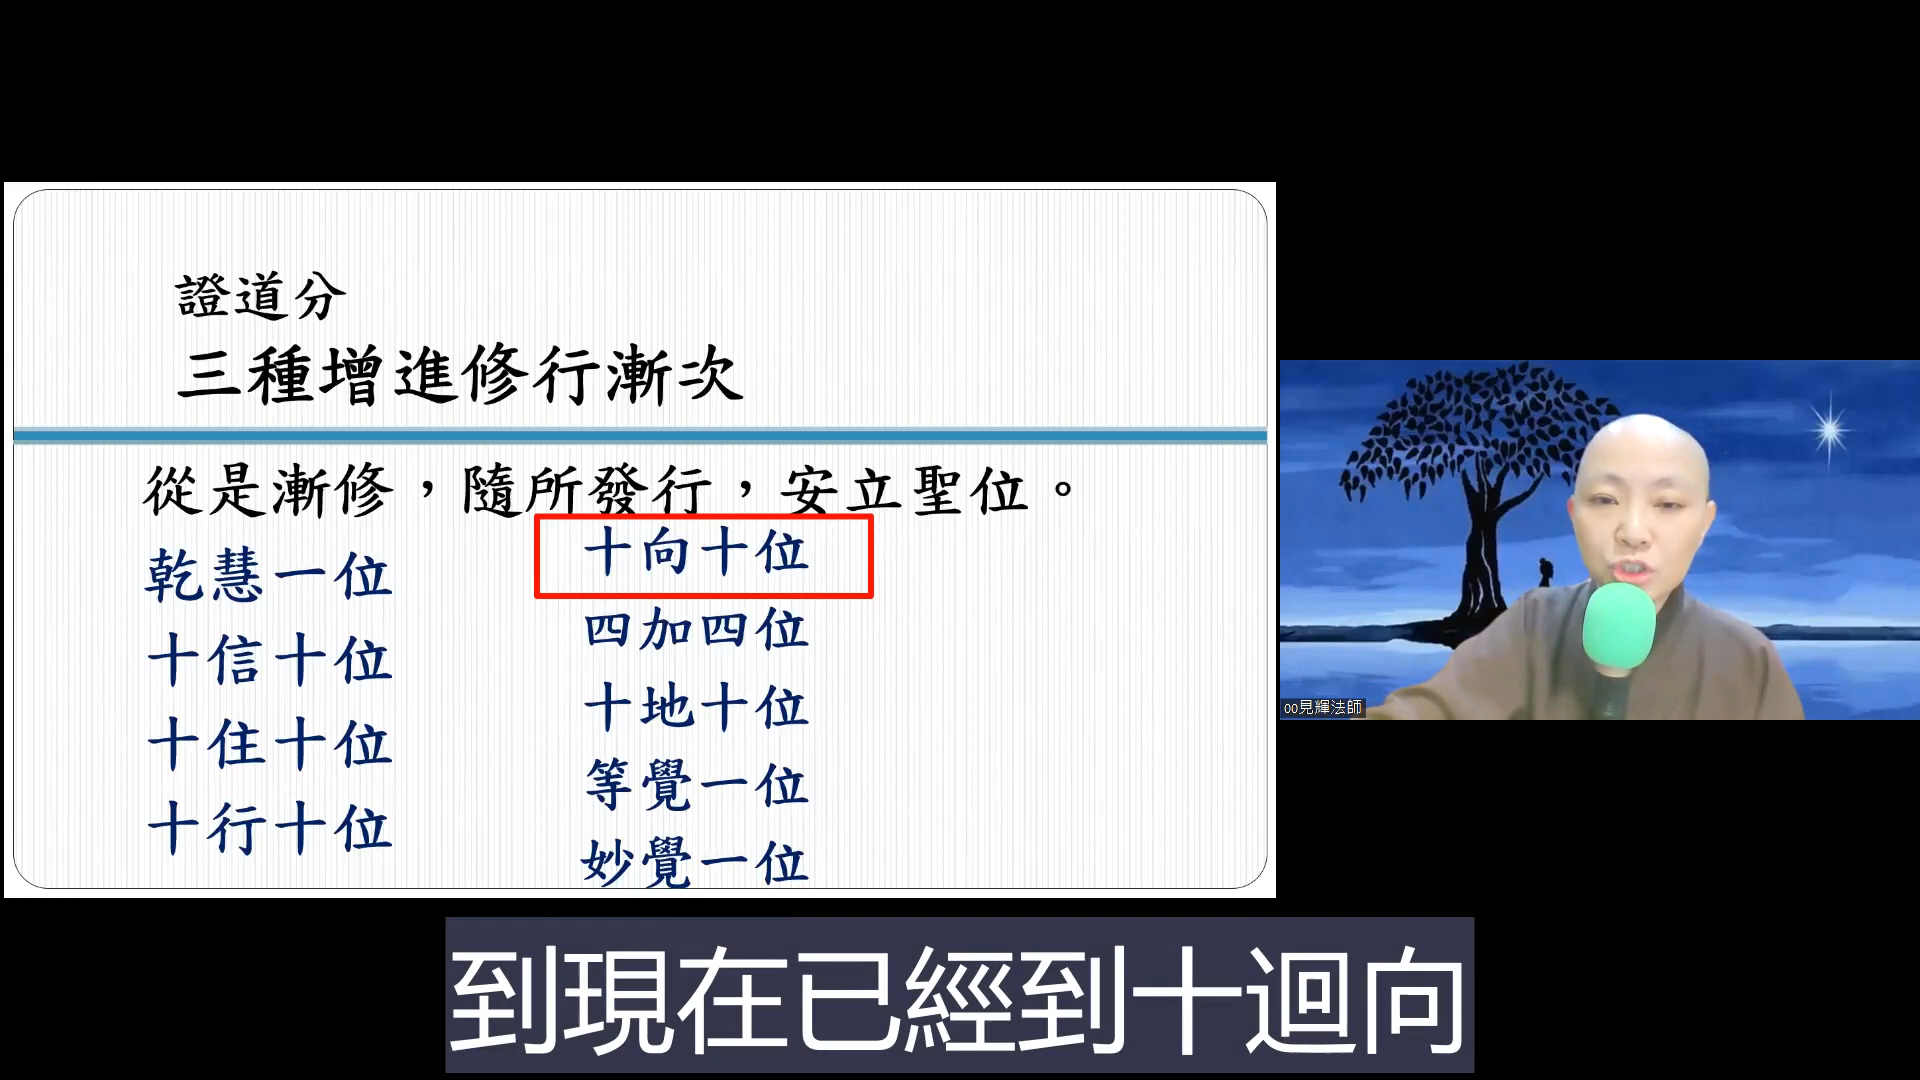 證道分
三種增進修行漸次
從是漸修，隨所發行，安立聖位。
乾慧一位
十信十位
十住十位
十行十位
十向十位
四加四位
十地十位
等覺一位
妙覺一位
oo見輝法師
到現在已經到十迴向